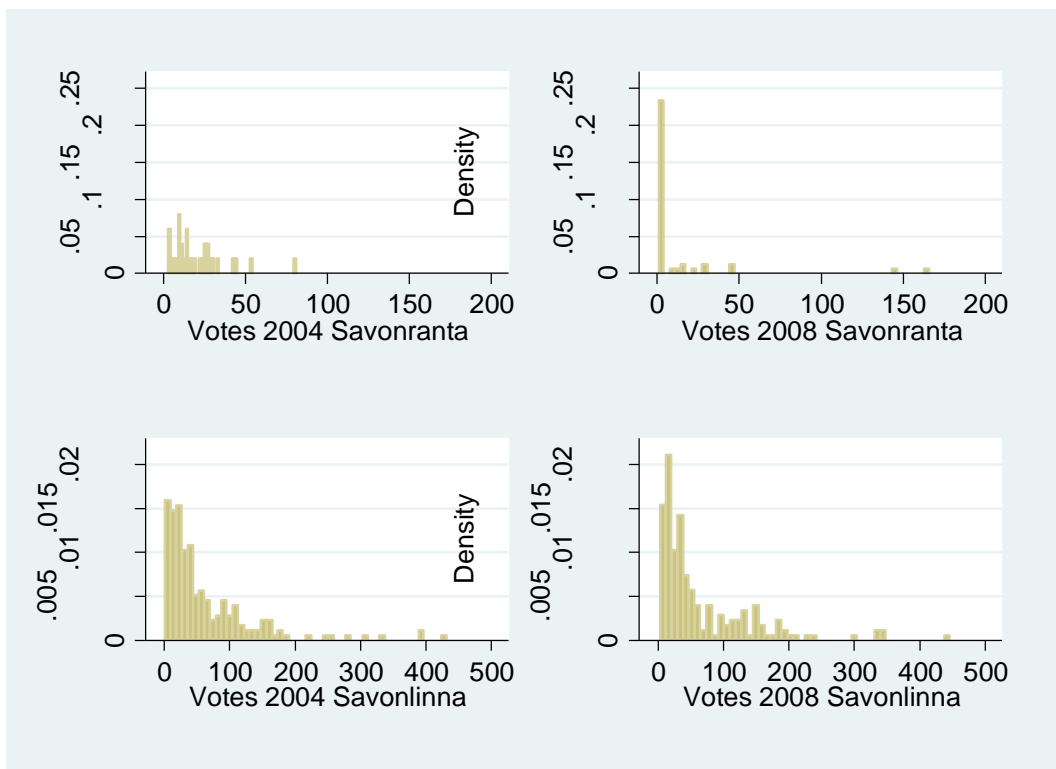 0 .05 .1 .15 .2 .25
0 50 100 150 200
Votes 2004 Savonranta
Density
0 .05 .1 .15 .2 .25
0 50 100 150 200
Votes 2008 Savonranta
0 .005 .01 .015 .02
0 100 200 300 400 500
Votes 2004 Savonlinna
Density
0 .005 .01 .015 .02
0 100 200 300 400 500
Votes 2008 Savonlinna